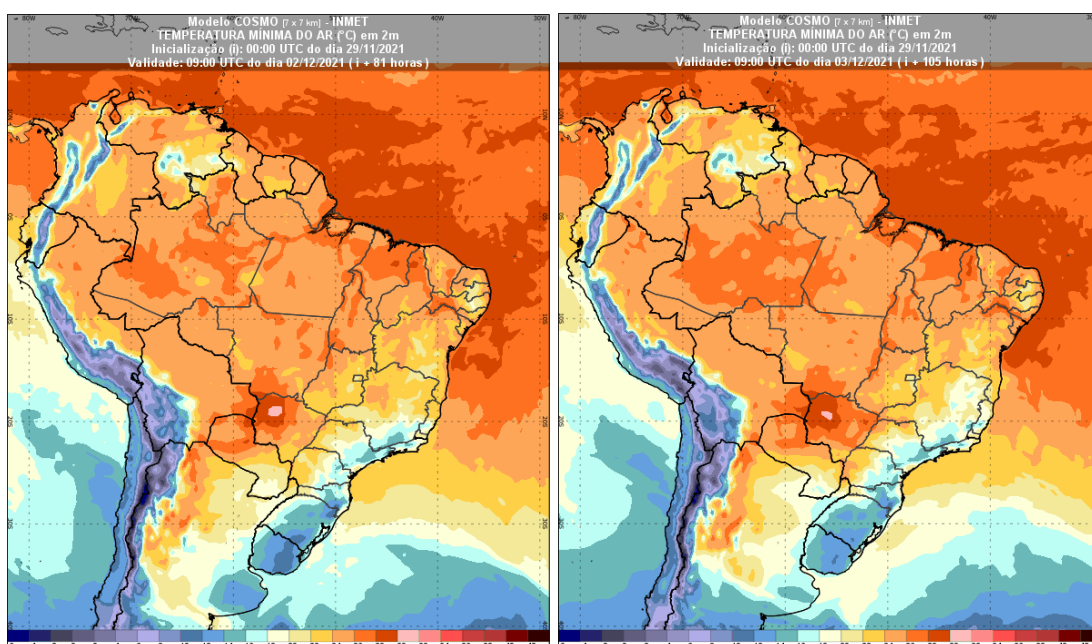 Modelo COSMO [7 x 7 km] - INMET
TEMPERATURA MÍNIMA DO AR (°C) em 2m
Inicialização (i): 00:00 UTC do dia 29/11/2021
Validade: 09:00 UTC do dia 02/12/2021 ( i + 81 horas )
Modelo COSMO [7 x 7 km] - INMET
TEMPERATURA MÍNIMA DO AR (°C) em 2m
Inicialização (i): 00:00 UTC do dia 29/11/2021
Validade: 09:00 UTC do dia 03/12/2021 ( i + 105 horas )